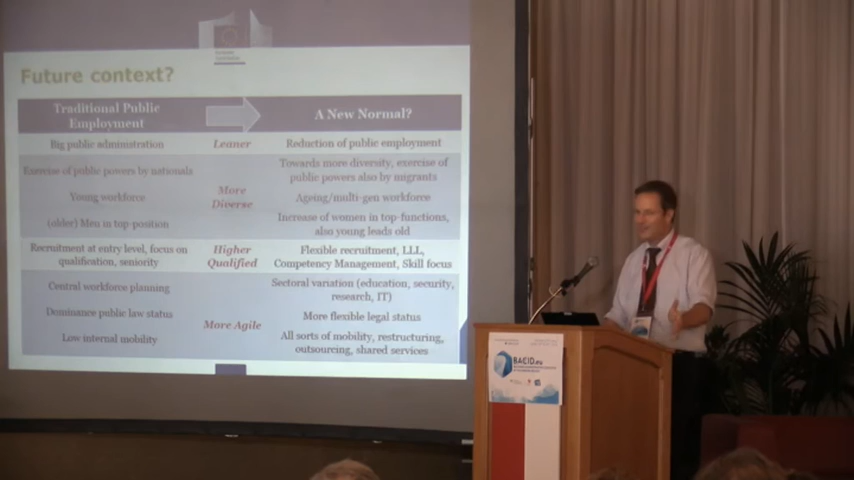 Future context?
Traditional Public
Employment
A New Normal?
Big public administration
Leaner
Reduction of public employment
Exercise of public powers by nationals
Towards more diversity, exercise of
public powers also by migrants
Young workforce
More
Diverse
Ageing/multi-gen workforce
(older) Men in top-position
Increase of women in top-functions,
also young leads old
Recruitment at entry level, focus on
qualification, seniority
Higher
Qualified
Flexible recruitment, LLL,
Competency Management, Skill focus
Central workforce planning
Sectoral variation (education, security,
research, IT)
Dominance public law status
More Agile
More flexible legal status
Low internal mobility
All sorts of mobility, restructuring,
outsourcing, shared services
BACID.eu